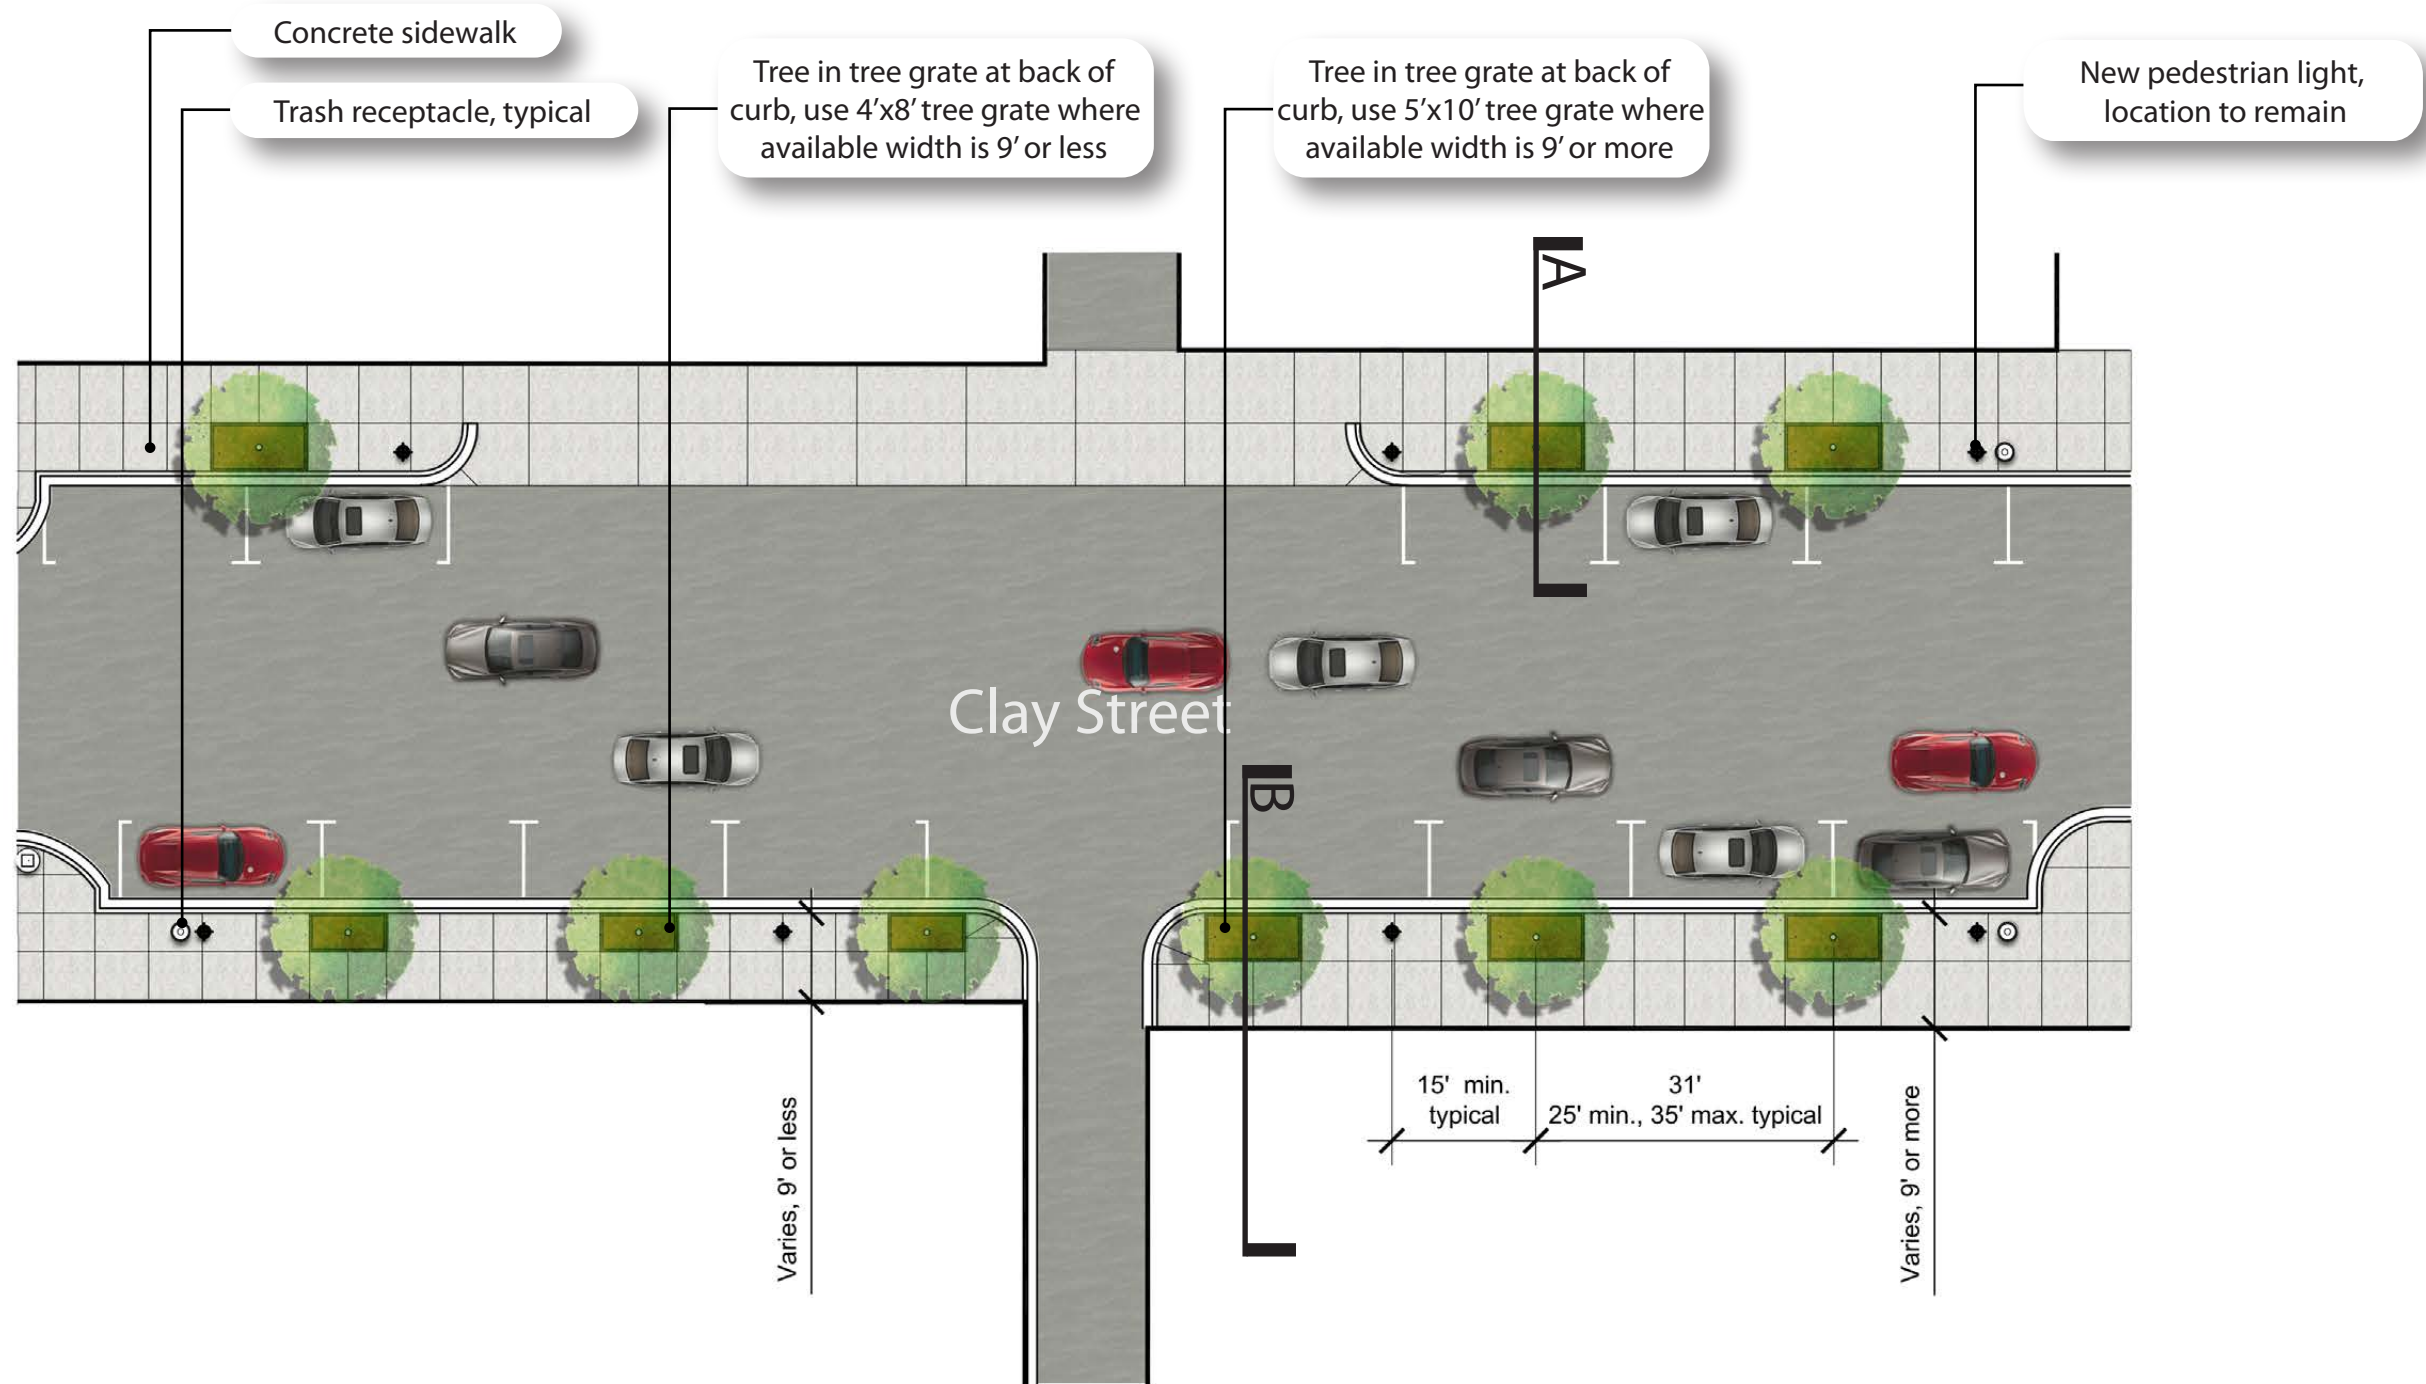 Concrete sidewalk
Trash receptacle, typical
Tree in tree grate at back of
curb, use 4’x8’ tree grate where
available width is 9’ or less
Tree in tree grate at back of
curb, use 5’x10’ tree grate where
available width is 9’ or more
New pedestrian light,
location to remain
A
Clay Street
B
15' min.
typical
31'
25' min., 35' max. typical
Varies, 9' or less
Varies, 9' or more